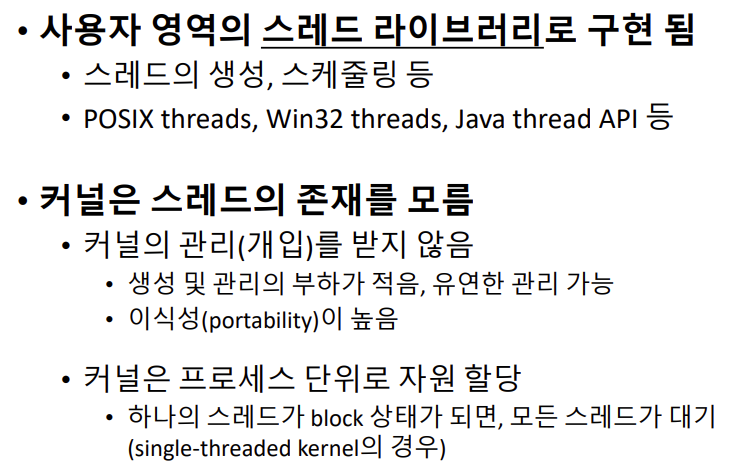 • 사용자 영역의 스레드 라이브러리로 구현 됨
• 스레드의 생성, 스케줄링 등
• POSIX threads, Win32 threads, Java thread API 등
• 커널은 스레드의 존재를 모름
• 커널의 관리(개입)를 받지 않음
• 생성 및 관리의 부하가 적음, 유연한 관리 가능
• 이식성(portability)이 높음
• 커널은 프로세스 단위로 자원 할당
• 하나의 스레드가 block 상태가 되면, 모든 스레드가 대기
(single-threaded kernel의 경우)